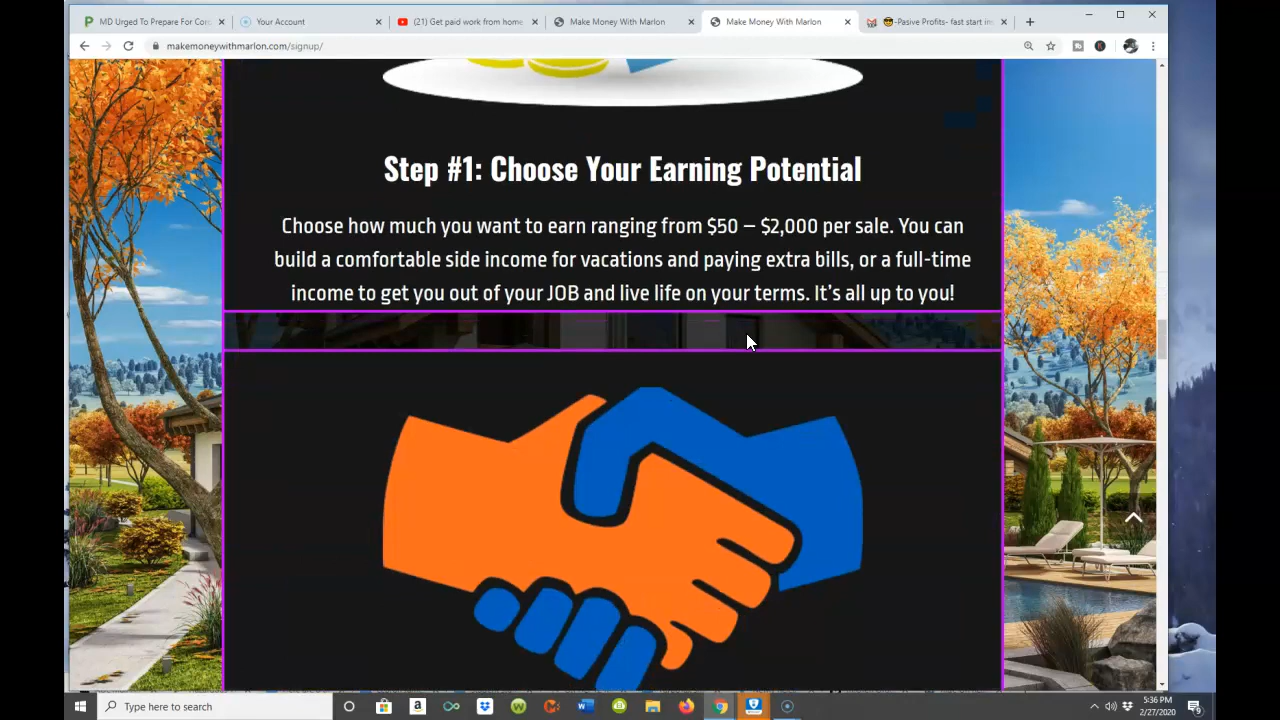 MD Urged To Prepare For Cor
Your Account
(21) Get paid work from home
Make Money With Marlon
Make Money With Marlon
-Pasive Profits- fast start im
makemoneywithmarlon.com/signup/
Step #1: Choose Your Earning Potential
Choose how much you want to earn ranging from $50 – $2,000 per sale. You can
build a comfortable side income for vacations and paying extra bills, or a full-time
income to get you out of your JOB and live life on your terms. It’s all up to you!
Type here to search
5:36 PM
2/27/2020